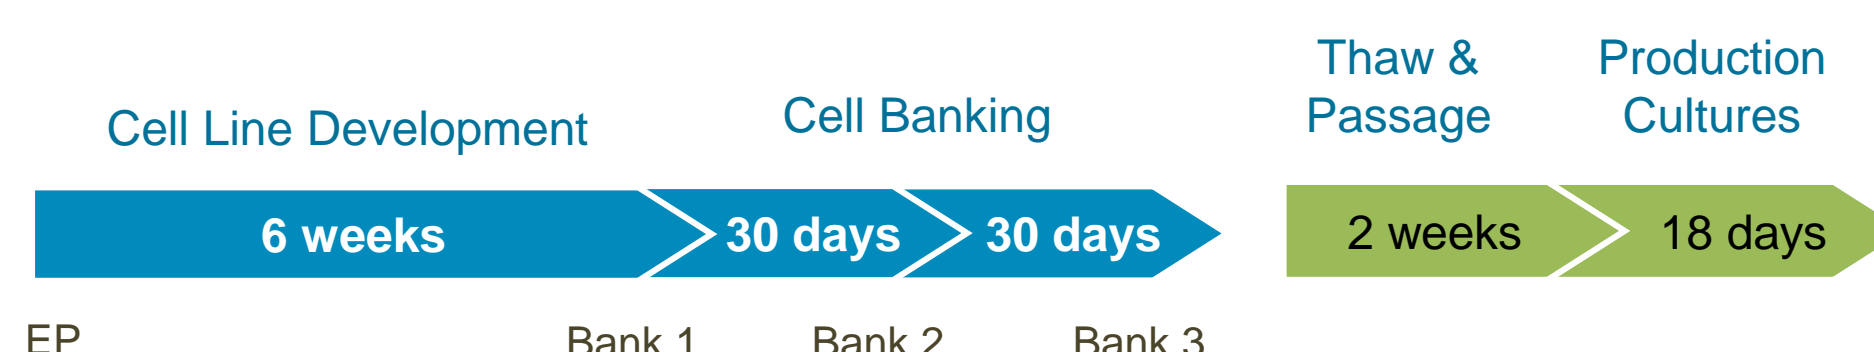 Thaw &
Passage
Production
Cultures
Cell Line Development
Cell Banking
6 weeks
30 days
30 days
2 weeks
18 days
EP
Bank 1
Bank 2
Bank 3